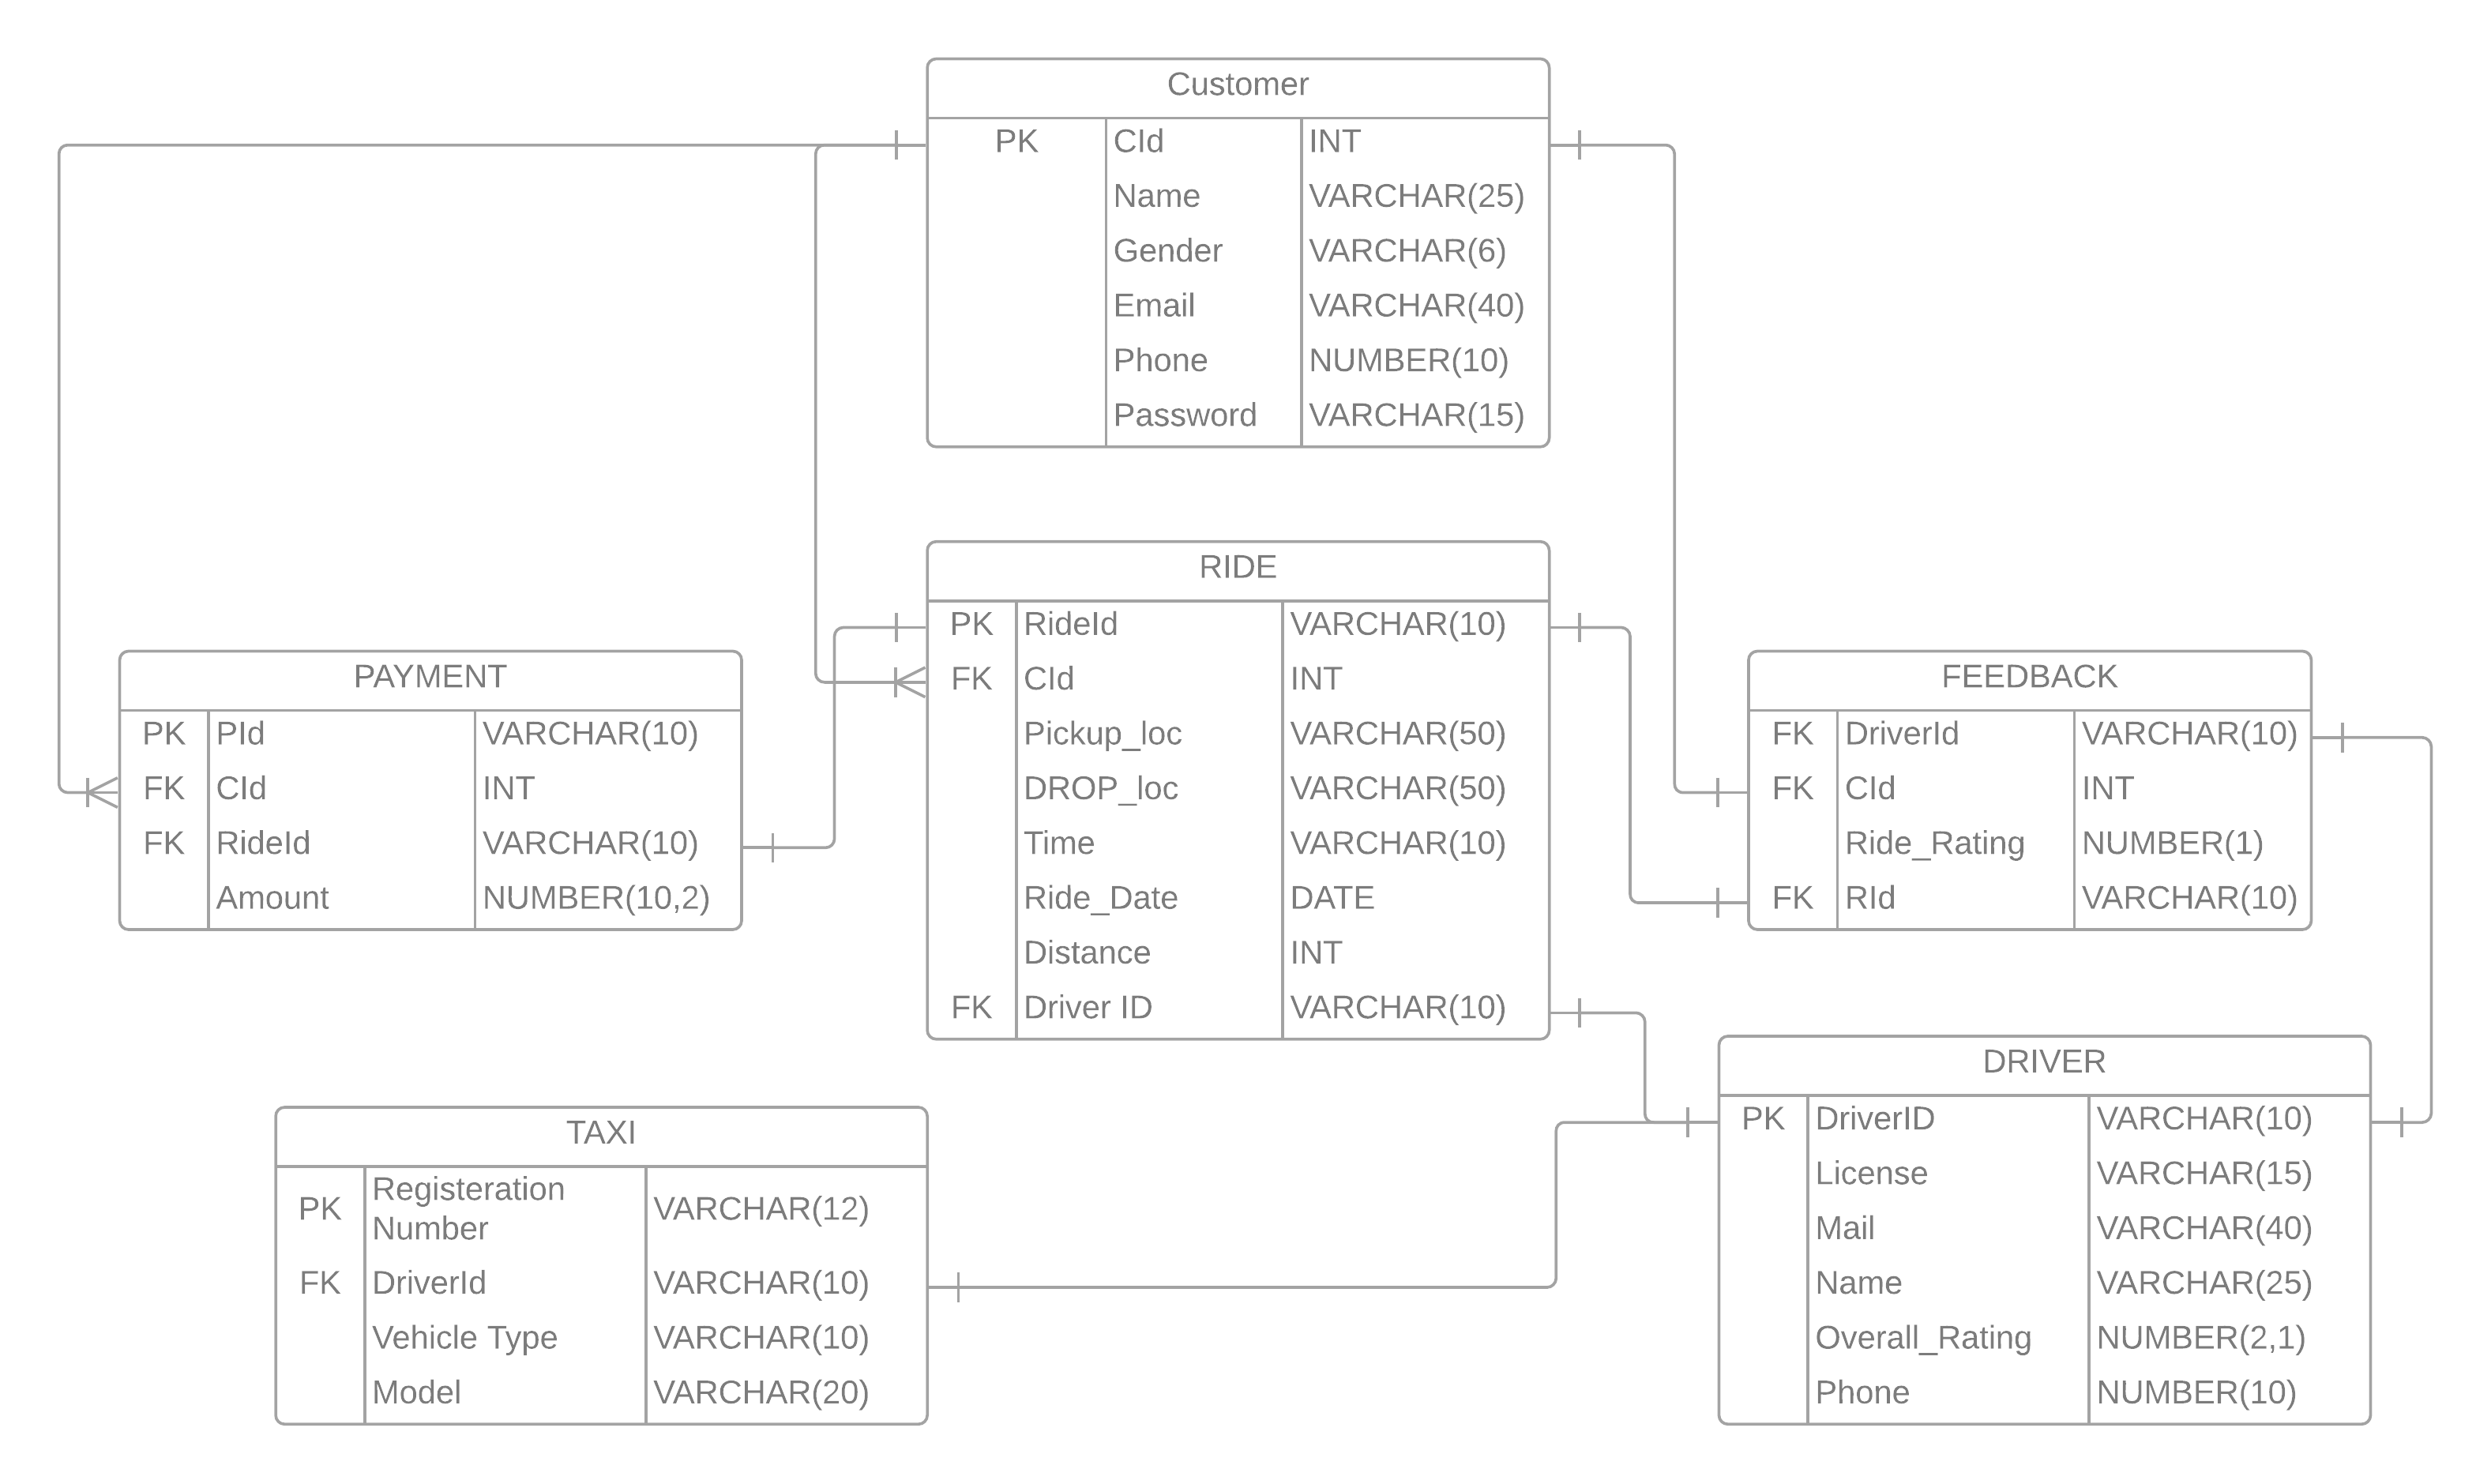 Customer
PK CId INT
Name VARCHAR(25)
Gender VARCHAR(6)
Email VARCHAR(40)
Phone NUMBER(10)
Password VARCHAR(15)
RIDE
PK RideId VARCHAR(10)
FK CId INT
Pickup_loc VARCHAR(50)
DROP_loc VARCHAR(50)
Time VARCHAR(10)
Ride_Date DATE
Distance INT
FK Driver ID VARCHAR(10)
PAYMENT
PK PId VARCHAR(10)
FK CId INT
FK RideId VARCHAR(10)
Amount NUMBER(10,2)
FEEDBACK
FK DriverId VARCHAR(10)
FK CId INT
Ride_Rating NUMBER(1)
FK RId VARCHAR(10)
TAXI
PK Registeration
Number VARCHAR(12)
FK DriverId VARCHAR(10)
Vehicle Type VARCHAR(10)
Model VARCHAR(20)
DRIVER
PK DriverID VARCHAR(10)
License VARCHAR(15)
Mail VARCHAR(40)
Name VARCHAR(25)
Overall_Rating NUMBER(2,1)
Phone NUMBER(10)